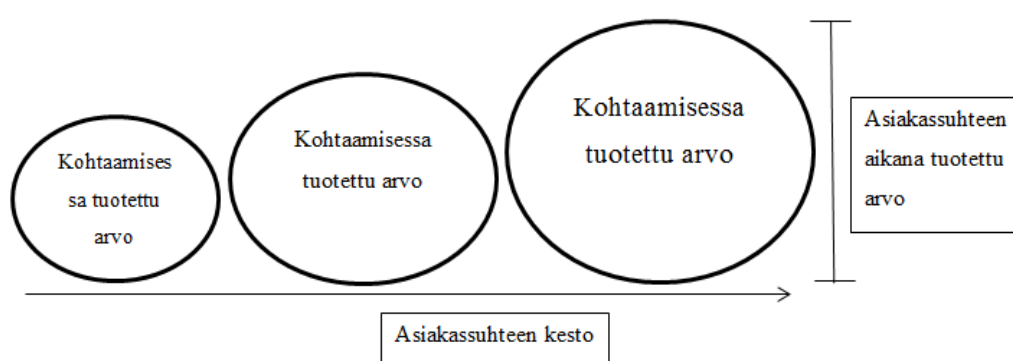 Kohtaamises
sa tuotettu
arvo
Kohtaamisessa
tuotettu arvo
Kohtaamisessa
tuotettu arvo
Asiakassuhteen
aikana tuotettu
arvo
Asiakassuhteen kesto